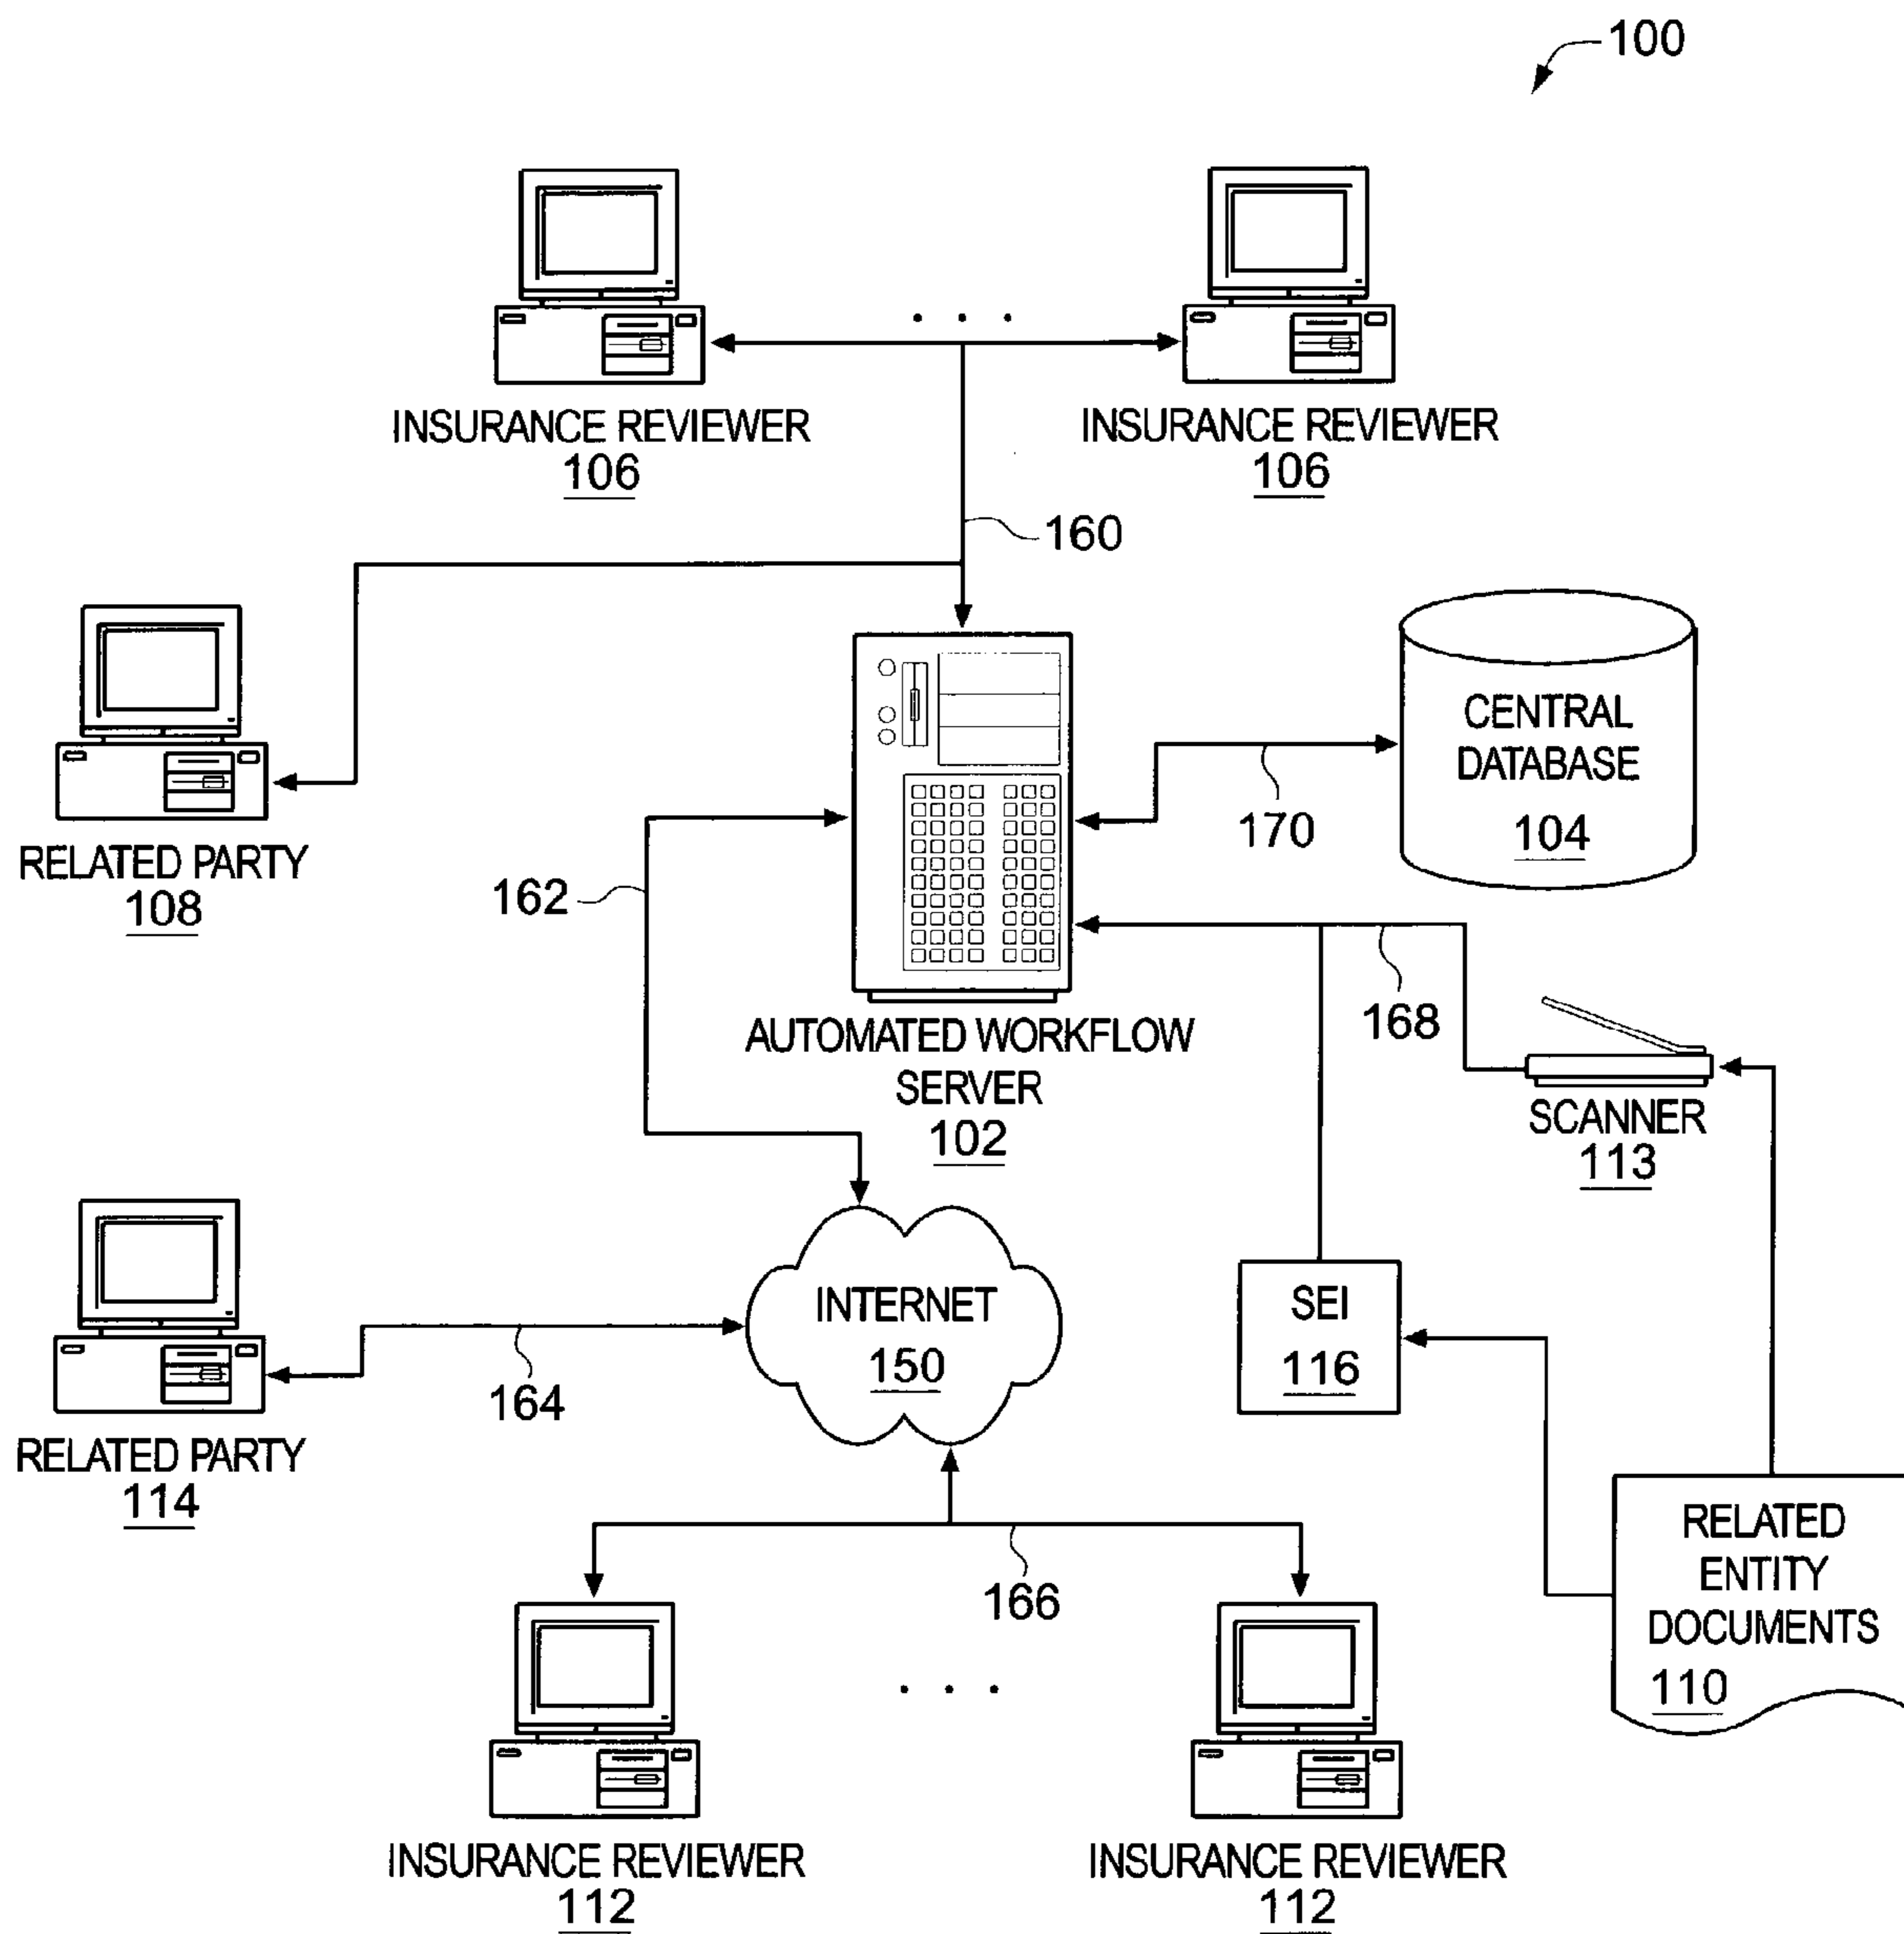 100
INSURANCE REVIEWER
106
INSURANCE REVIEWER
106
160
RELATED PARTY
108
CENTRAL
DATABASE
104
170
162
168
AUTOMATED WORKFLOW
SERVER
102
SCANNER
113
RELATED PARTY
114
164
INTERNET
150
SEI
116
RELATED
ENTITY
DOCUMENTS
110
166
INSURANCE REVIEWER
112
INSURANCE REVIEWER
112